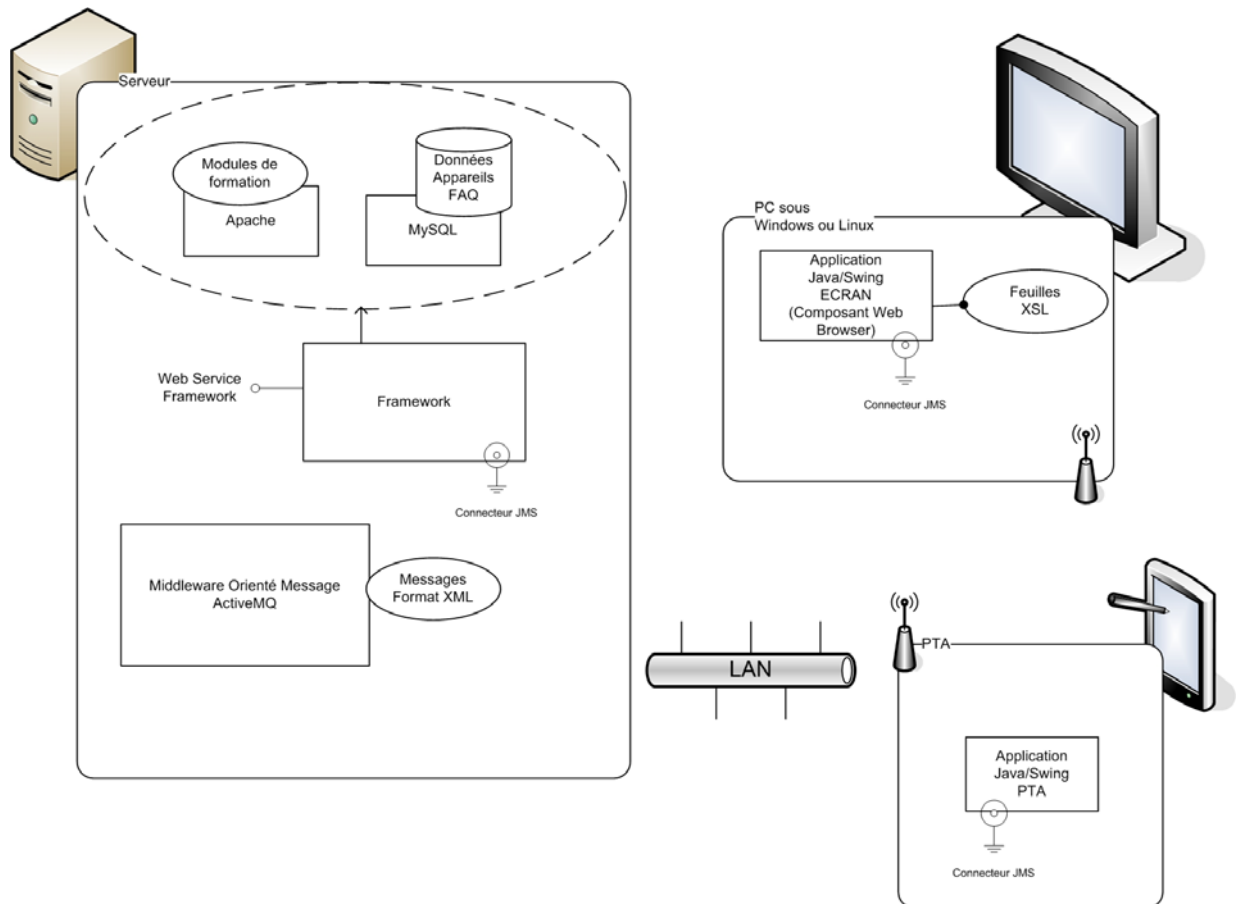 Serveur
Modules de
formation
Apache
Données
Appareils
FAQ
MySQL
Web Service
Framework
Framework
Connecteur JMS
Middleware Orienté Message
ActiveMQ
Messages
Format XML
PC sous
Windows ou Linux
Application
Java/Swing
ECRAN
(Composant Web
Browser)
Feuilles
XSL
Connecteur JMS
LAN
PTA
Application
Java/Swing
PTA
Connecteur JMS